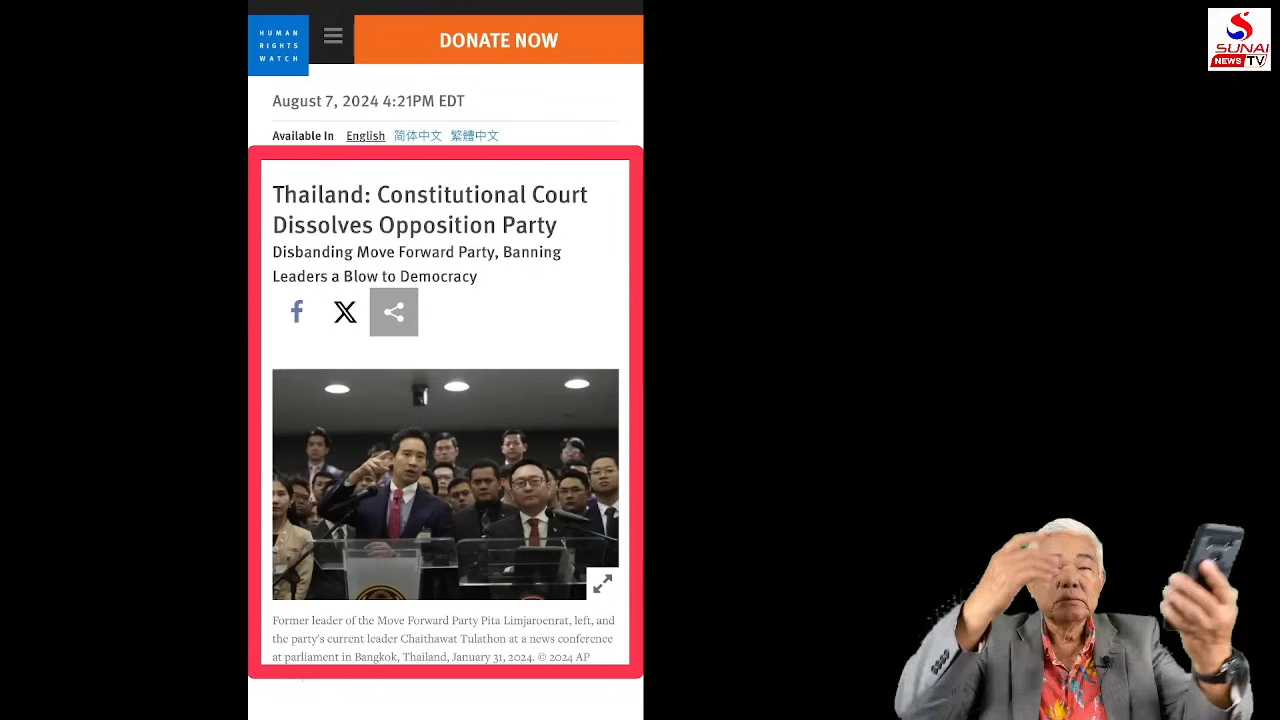 HUMAN
RIGHTS
WATCH
DONATE NOW
SUNAI
NEWS TV
August 7, 2024 4:21PM EDT
Available In English 简体中文 繁體中文
Thailand: Constitutional Court
Dissolves Opposition Party
Disbanding Move Forward Party, Banning
Leaders a Blow to Democracy
Former leader of the Move Forward Party Pita Limjaroenrat, left, and
the party's current leader Chaithawat Tulathon at a news conference
at parliament in Bangkok, Thailand, January 31, 2024. © 2024 AP